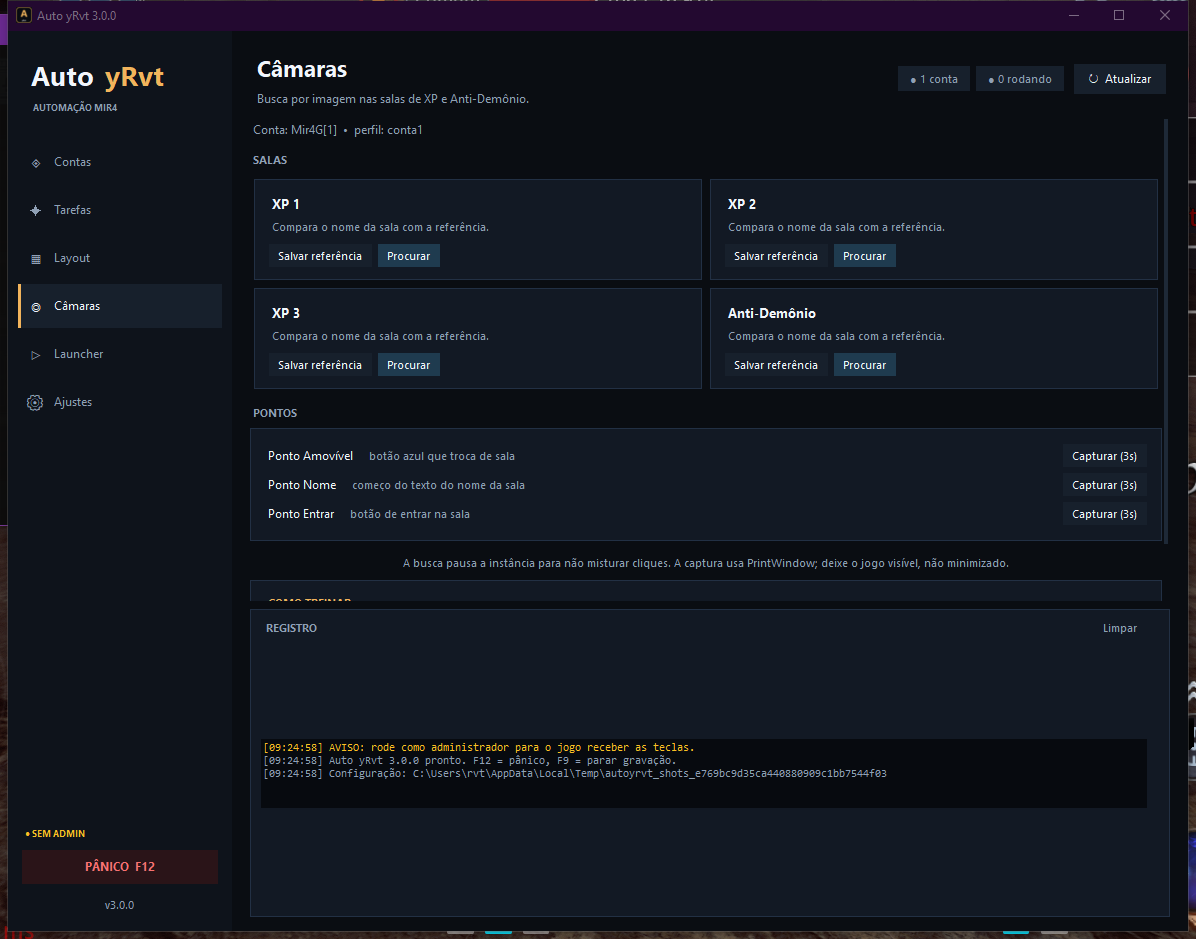 Auto yRvt 3.0.0
Auto yRvt
AUTOMAÇÃO MIR4
Contas
Tarefas
Layout
Câmaras
Launcher
Ajustes
• SEM ADMIN
PÂNICO F12
v3.0.0
Câmaras
Busca por imagem nas salas de XP e Anti-Demônio.
● 1 conta
● 0 rodando
↻ Atualizar
Conta: Mir4G[1] • perfil: conta1
SALAS
XP 1
Compara o nome da sala com a referência.
Salvar referência Procurar
XP 2
Compara o nome da sala com a referência.
Salvar referência Procurar
XP 3
Compara o nome da sala com a referência.
Salvar referência Procurar
Anti-Demônio
Compara o nome da sala com a referência.
Salvar referência Procurar
PONTOS
Ponto Amovível botão azul que troca de sala Capturar (3s)
Ponto Nome começo do texto do nome da sala Capturar (3s)
Ponto Entrar botão de entrar na sala Capturar (3s)
A busca pausa a instância para não misturar cliques. A captura usa PrintWindow; deixe o jogo visível, não minimizado.
COMO TREINAR
REGISTRO Limpar
[09:24:58] AVISO: rode como administrador para o jogo receber as teclas.
[09:24:58] Auto yRvt 3.0.0 pronto. F12 = pânico, F9 = parar gravação.
[09:24:58] Configuração: C:\Users\rvt\AppData\Local\Temp\autoyrvt_shots_e769bc9d35ca440880909c1bb7544f03